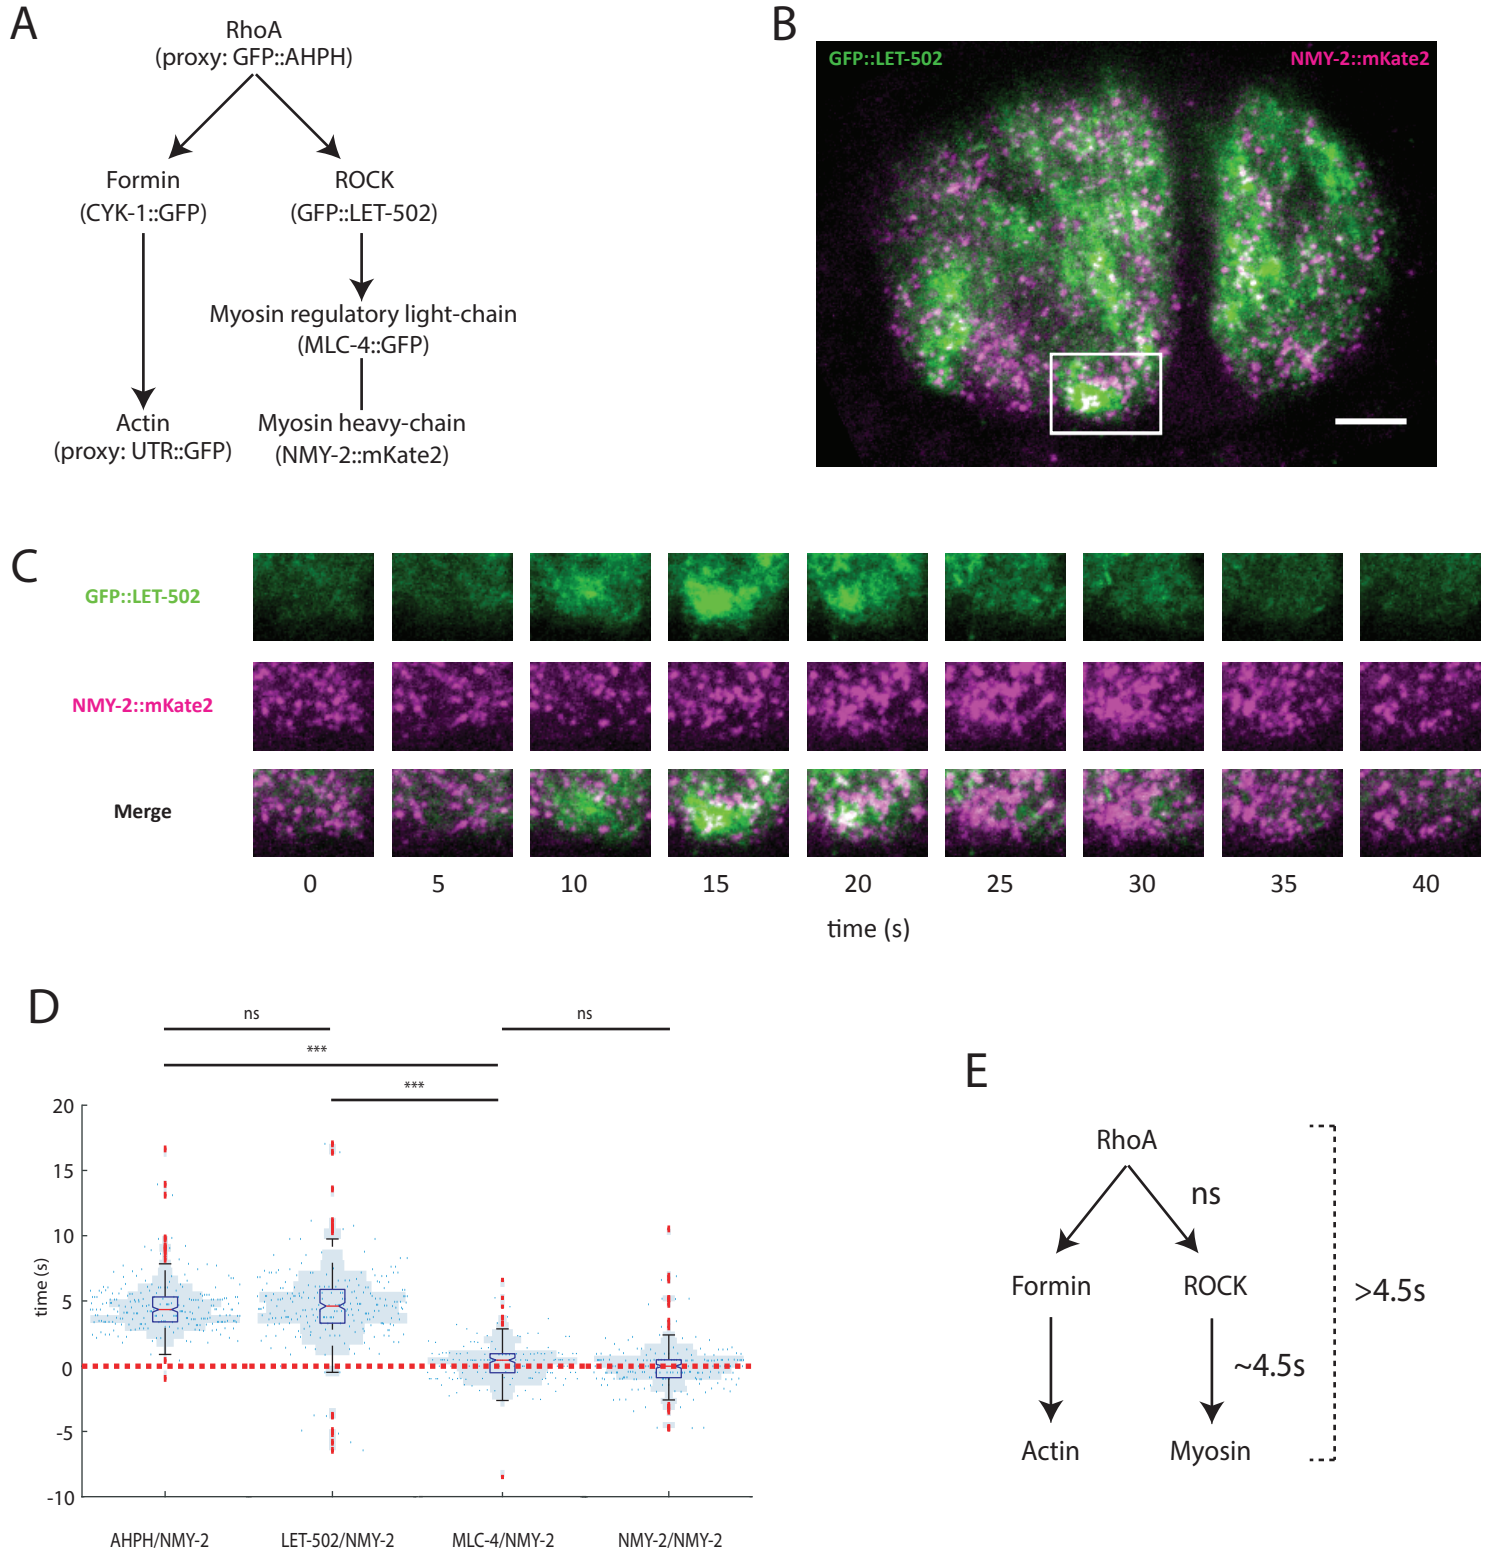 A
RhoA
(proxy: GFP::AHPH)
Formin
(CYK-1::GFP)
ROCK
(GFP::LET-502)
Myosin regulatory light-chain
(MLC-4::GFP)
Actin
(proxy: UTR::GFP)
Myosin heavy-chain
(NMY-2::mKate2)
B
GFP::LET-502
NMY-2::mKate2
C
GFP::LET-502
NMY-2::mKate2
Merge
0 5 10 15 20 25 30 35 40
time (s)
D
ns
ns
***
***
20
15
10
5
0
-5
-10
time (s)
AHPH/NMY-2
LET-502/NMY-2
MLC-4/NMY-2
NMY-2/NMY-2
E
RhoA
ns
Formin
ROCK
>4.5s
~4.5s
Actin
Myosin